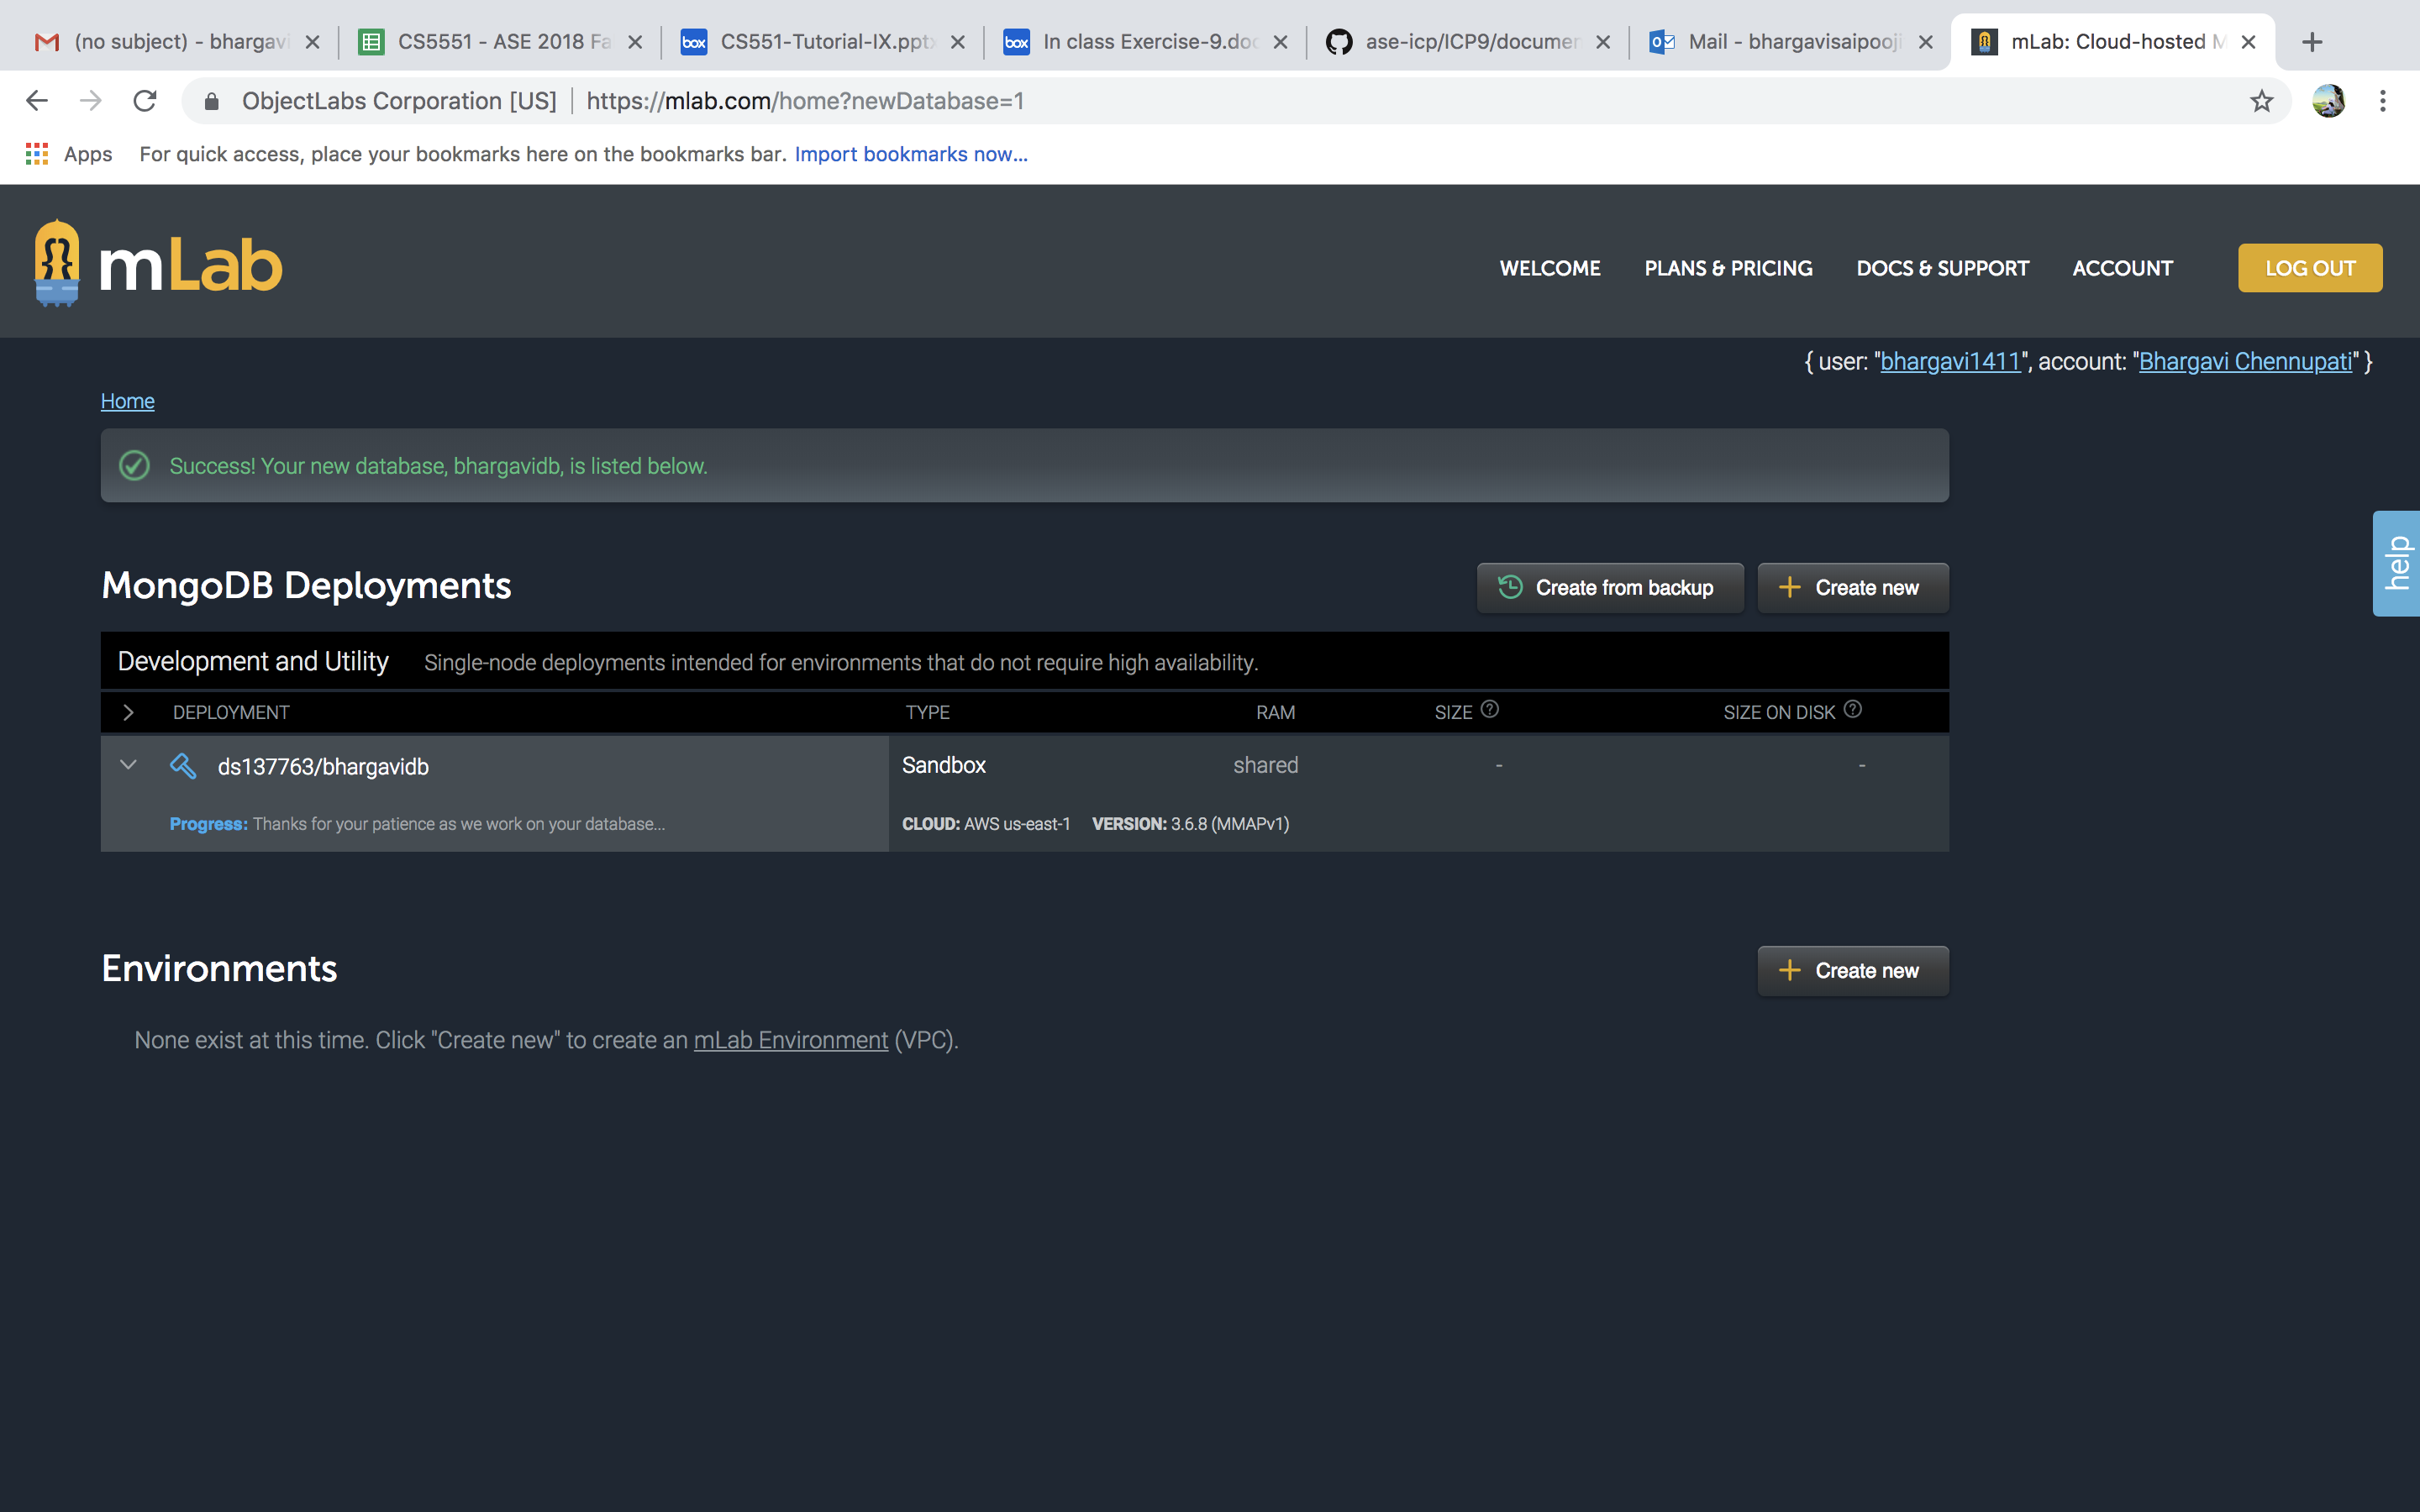 (no subject) - bhargavi
CS5551 - ASE 2018 Fa
box CS551-Tutorial-IX.ppt
box In class Exercise-9.doc
ase-icp/ICP9/documen
Mail - bhargavisaipooji
mLab: Cloud-hosted M
ObjectLabs Corporation [US] | https://mlab.com/home?newDatabase=1
Apps For quick access, place your bookmarks here on the bookmarks bar. Import bookmarks now...
mLab
WELCOME PLANS & PRICING DOCS & SUPPORT ACCOUNT LOG OUT
{ user: "bhargavi1411", account: "Bhargavi Chennupati" }
Home
Success! Your new database, bhargavidb, is listed below.
help
MongoDB Deployments
Create from backup
Create new
Development and Utility Single-node deployments intended for environments that do not require high availability.
DEPLOYMENT TYPE RAM SIZE SIZE ON DISK
ds137763/bhargavidb Sandbox shared - -
Progress: Thanks for your patience as we work on your database...
CLOUD: AWS us-east-1 VERSION: 3.6.8 (MMAPv1)
Environments
Create new
None exist at this time. Click "Create new" to create an mLab Environment (VPC).